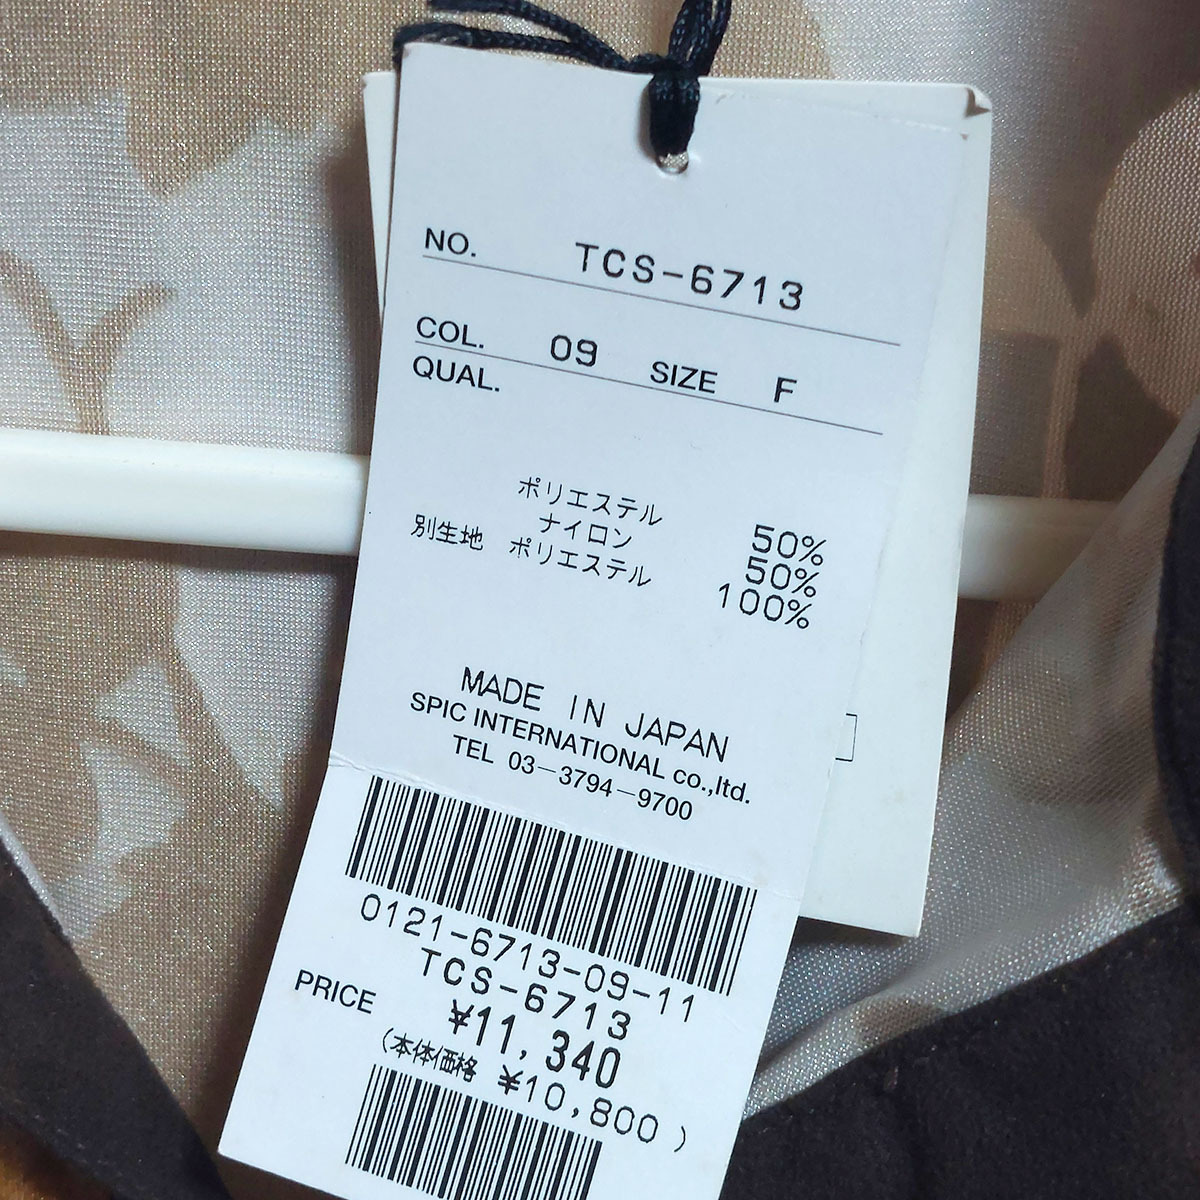 NO. TCS-6713
COL. 09 SIZE F
QUAL.
ポリエステル 50%
ナイロン 50%
別生地 ポリエステル 100%
MADE IN JAPAN
SPIC INTERNATIONAL co.,ltd.
TEL 03-3794-9700
0121-6713-09-11
TCS-6713
PRICE ¥11,340
(本体価格 ¥10,800)